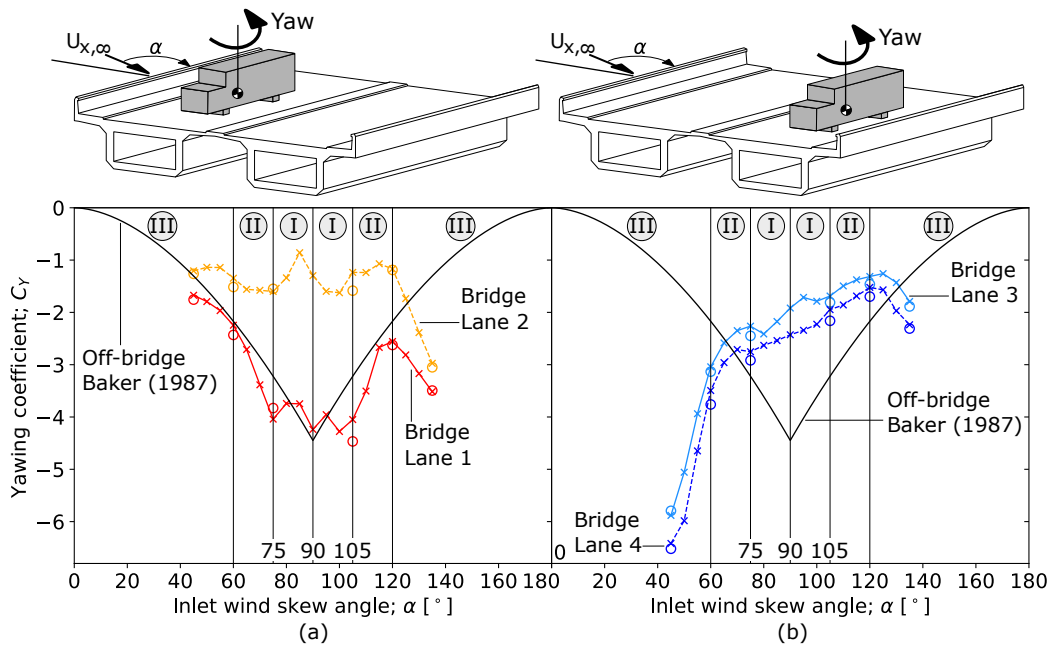 Yaw
U_{x,∞}
α
Yaw
U_{x,∞}
α
III
II
I
I
II
III
III
II
I
I
II
III
0
−1
−2
−3
−4
−5
−6
Yawing coefficient; C_Y
Off-bridge
Baker (1987)
Bridge
Lane 2
Bridge
Lane 1
Bridge
Lane 3
Off-bridge
Baker (1987)
Bridge
Lane 4
75 90 105
75 90 105
0 20 40 60 80 100 120 140 160 180
0
20 40 60 80 100 120 140 160 180
Inlet wind skew angle; α [°]
Inlet wind skew angle; α [°]
(a)
(b)